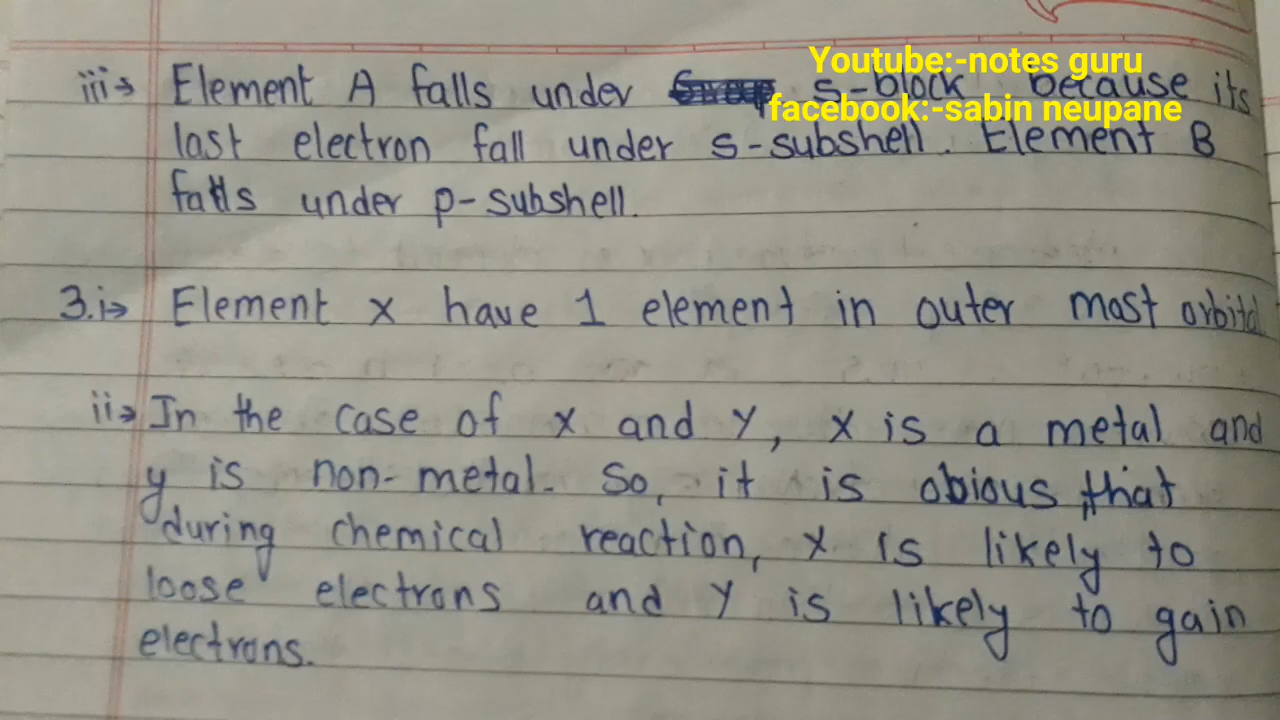 Youtube:-notes guru
facebook:-sabin neupane
iii→ Element A falls under s-block because its
last electron fall under s-subshell. Element B
falls under p-subshell.
3.i→ Element x have 1 element in outer most orbital
ii→ In the case of x and y, x is a metal and
y is non-metal. So, it is obious, that
during chemical reaction, x is likely to
loose electrons and y is likely to gain
electrons.